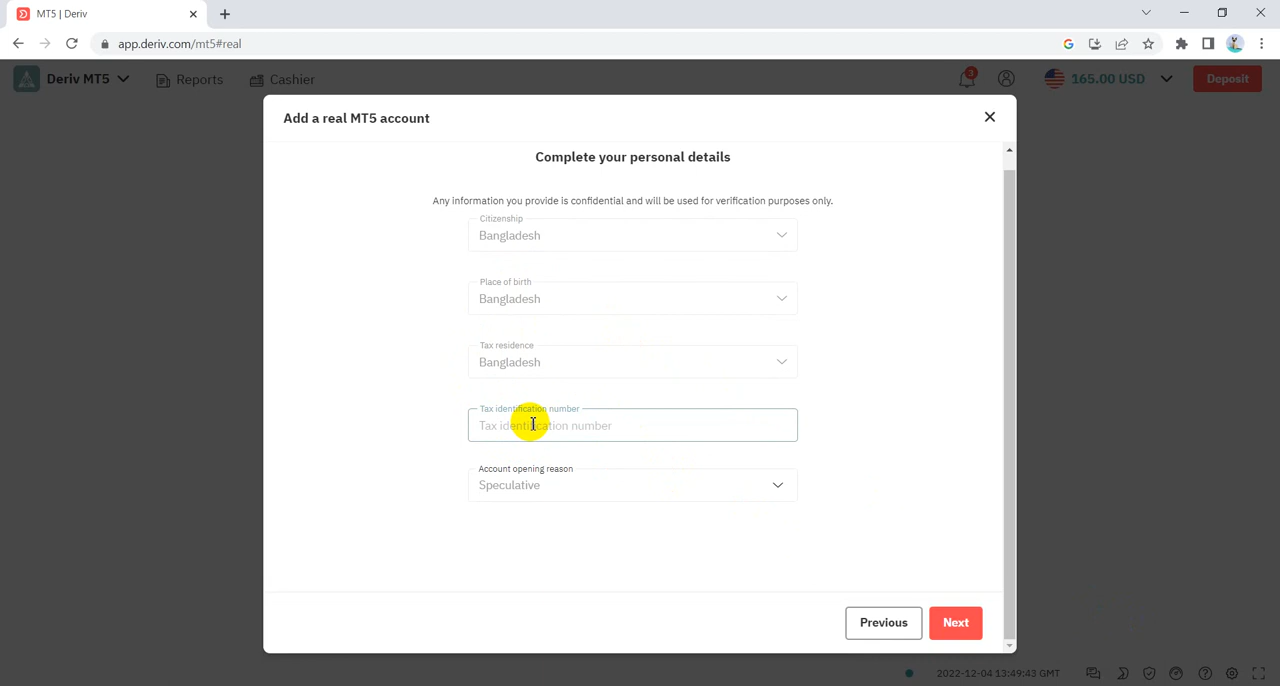 MT5 | Deriv
app.deriv.com/mt5#real
Deriv MT5
Reports
Cashier
3
165.00 USD
Deposit
Add a real MT5 account
Complete your personal details
Any information you provide is confidential and will be used for verification purposes only.
Citizenship
Bangladesh
Place of birth
Bangladesh
Tax residence
Bangladesh
Tax identification number
Tax identification number
Account opening reason
Speculative
Previous
Next
2022-12-04 13:49:43 GMT